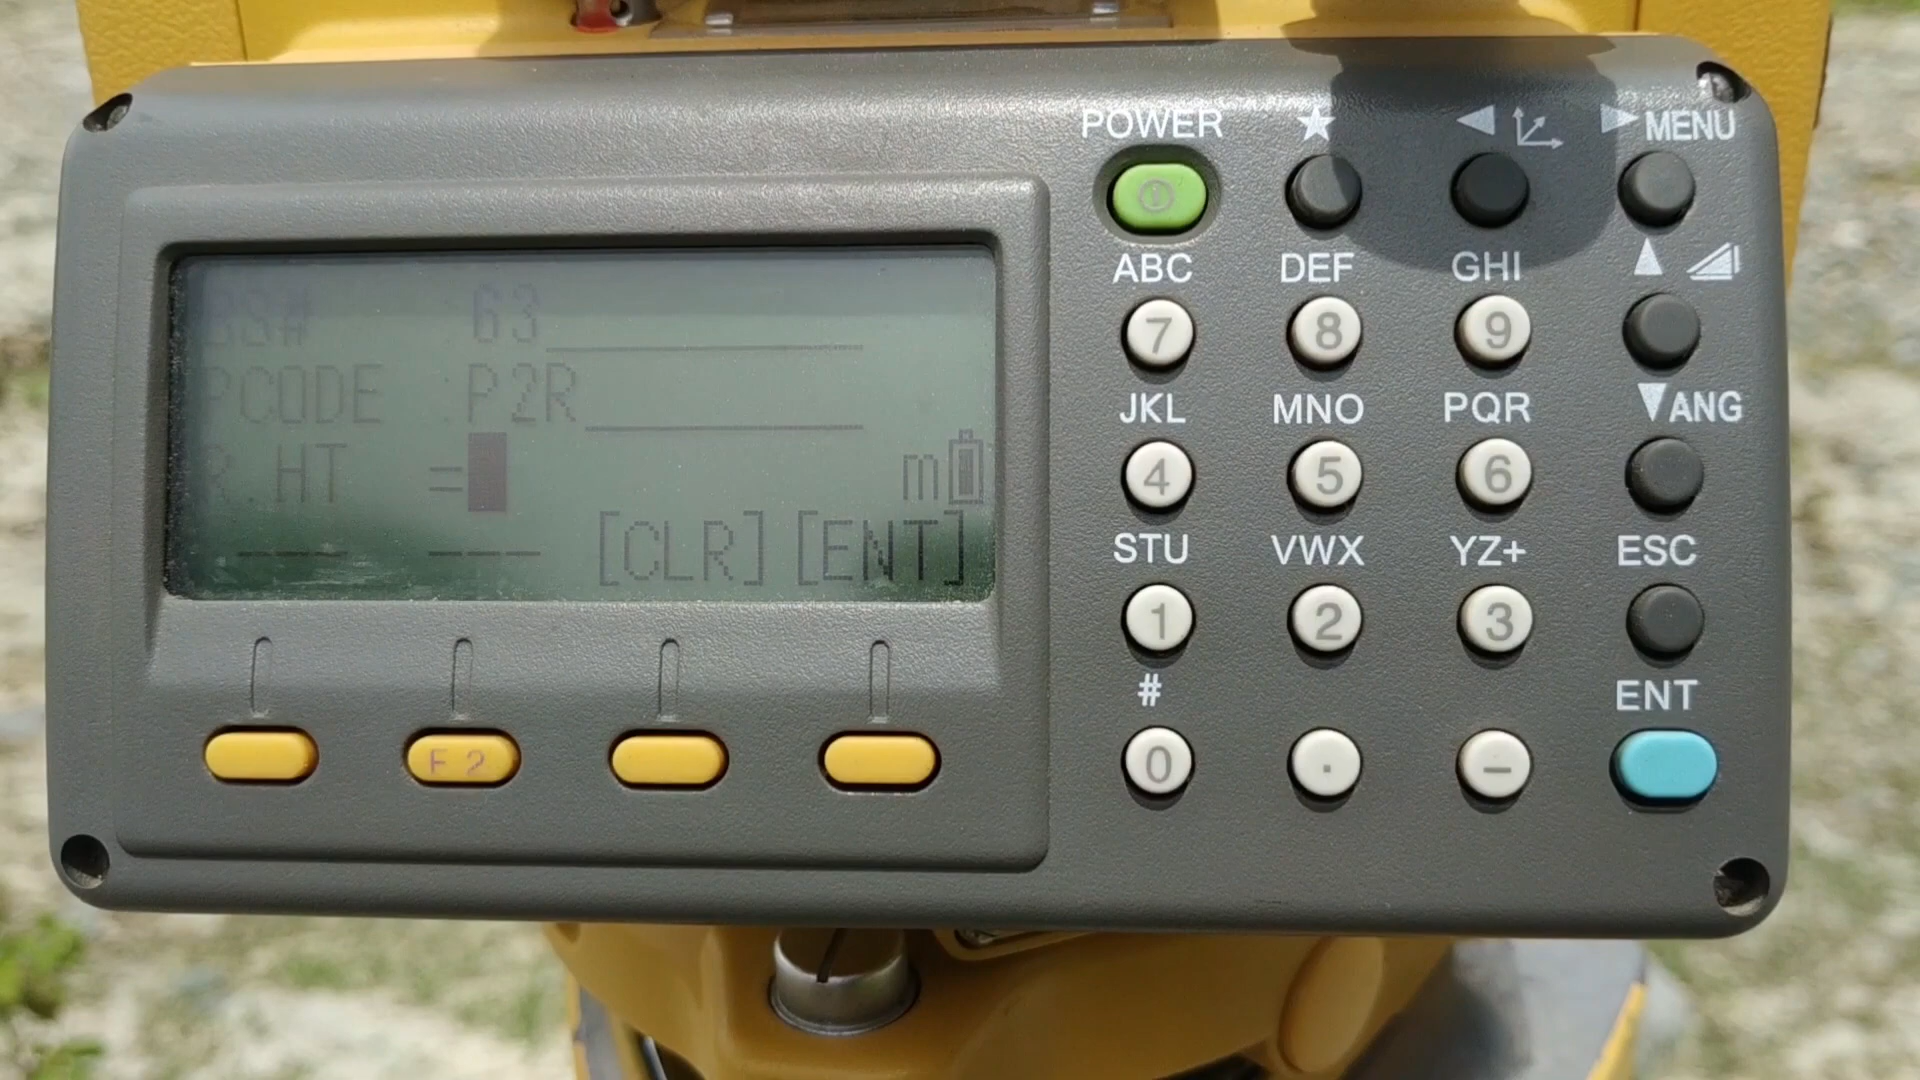 BS# 63
PCODE :P2R
R.HT = m
--- --- [CLR] [ENT]
F2
POWER ★ ◀ ▶ MENU
ABC DEF GHI ▲
7 8 9
JKL MNO PQR ▼ANG
4 5 6
STU VWX YZ+ ESC
1 2 3
# ENT
0 . −